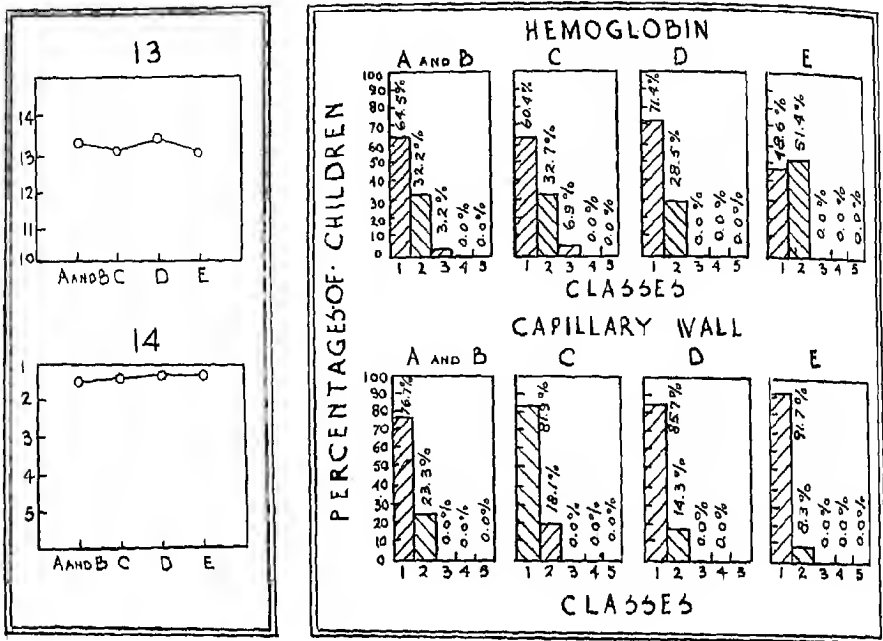 13
14
13
12
11
10
A AND B C D E
14
1
2
3
4
5
A AND B C D E
HEMOGLOBIN
A AND B C D E
PERCENTAGES OF CHILDREN
100
90
80
70
60
50
40
30
20
10
0
64.5% 32.2% 3.2% 0.0% 0.0%
60.4% 32.7% 6.9% 0.0% 0.0%
71.4% 28.5% 0.0% 0.0% 0.0%
48.6% 51.4% 0.0% 0.0% 0.0%
1 2 3 4 5 1 2 3 4 5 1 2 3 4 5 1 2 3 4 5
CLASSES
CAPILLARY WALL
A AND B C D E
100
90
80
70
60
50
40
30
20
10
0
76.7% 23.3% 0.0% 0.0% 0.0%
81.9% 18.1% 0.0% 0.0% 0.0%
85.7% 14.3% 0.0% 0.0%
91.7% 8.3% 0.0% 0.0% 0.0%
1 2 3 4 5 1 2 3 4 5 1 2 3 4 5 1 2 3 4 5
CLASSES